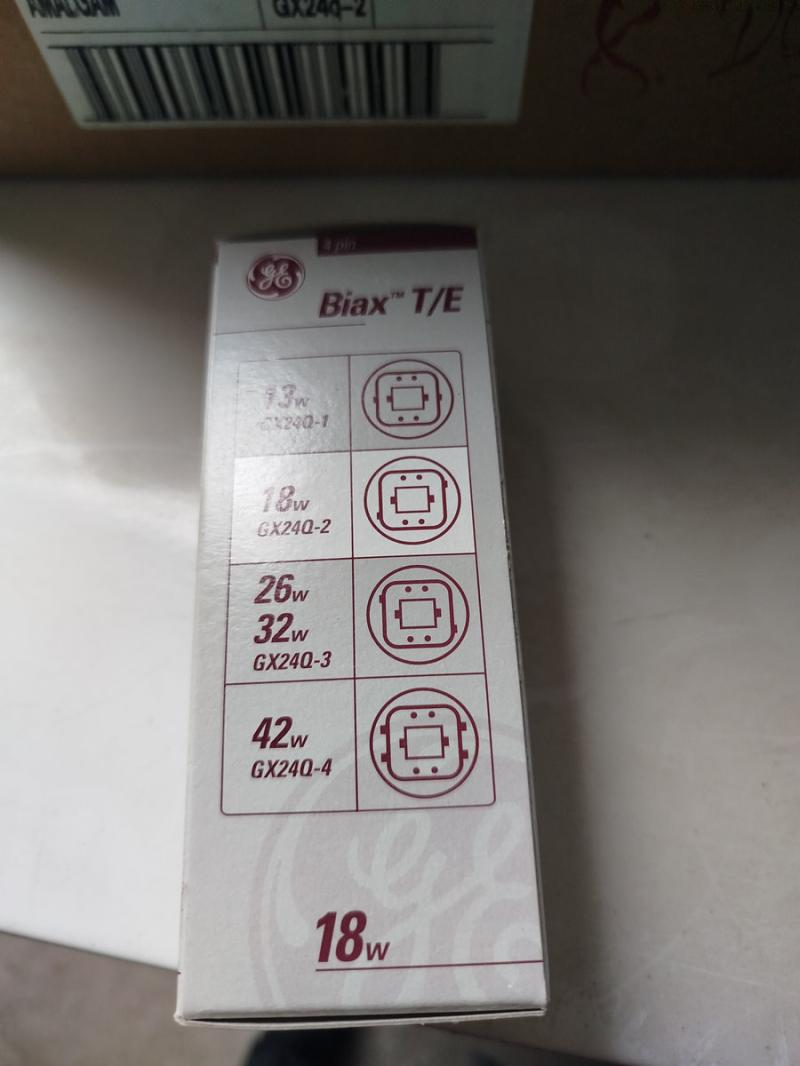 AMALGAM GX24q-2
4 pin
GE
Biax™ T/E
13w
GX24Q-1
18w
GX24Q-2
26w
32w
GX24Q-3
42w
GX24Q-4
18w